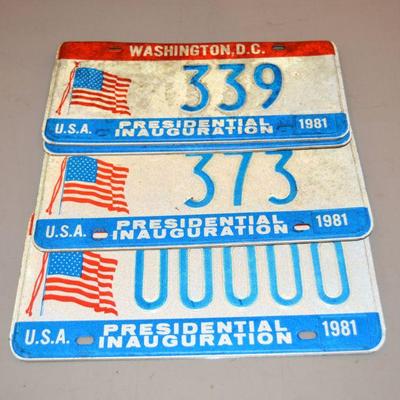 WASHINGTON, D.C.
339
U.S.A. PRESIDENTIAL INAUGURATION 1981
373
U.S.A. PRESIDENTIAL INAUGURATION 1981
00000
U.S.A. PRESIDENTIAL INAUGURATION 1981